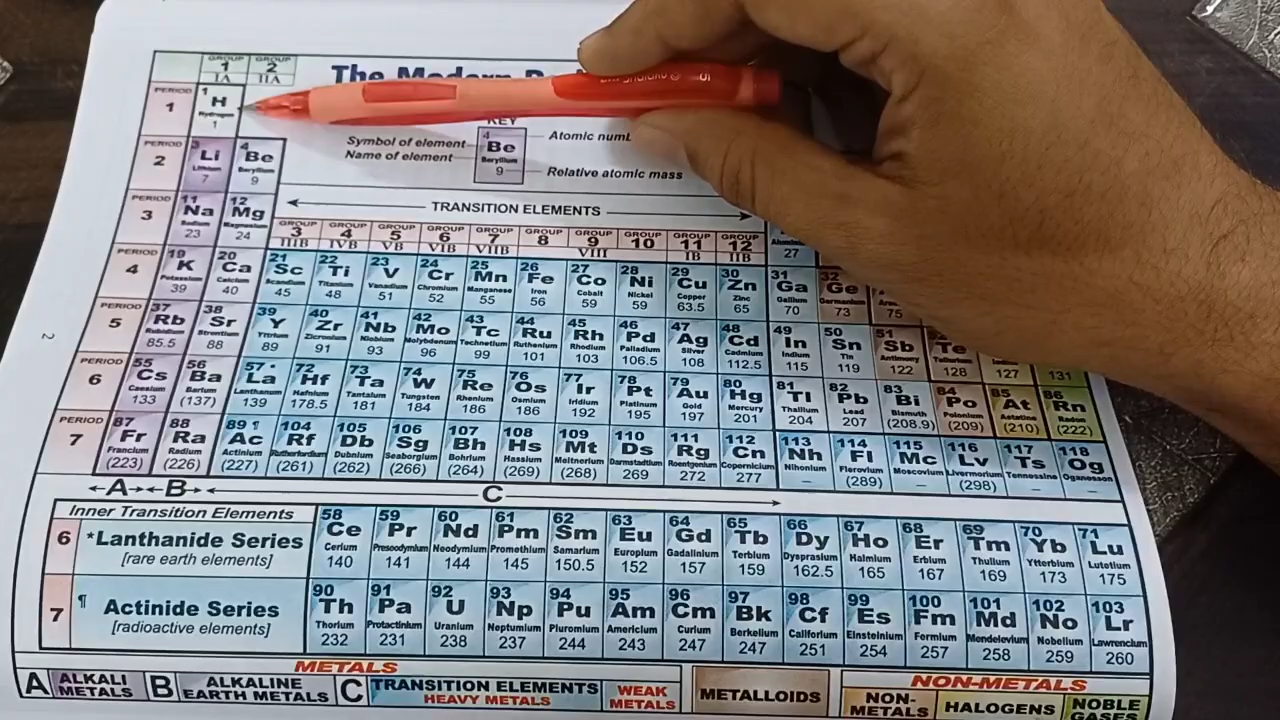 GROUP 1 IA GROUP 2 IIA
The Modern
PERIOD 1
1 H Hydrogen 1
KEY
Symbol of element
Name of element
4 Be Beryllium 9
Atomic
Relative atomic mass
PERIOD 2
3 Li Lithium 7
4 Be Beryllium 9
PERIOD 3
11 Na Sodium 23
12 Mg Magnesium 24
TRANSITION ELEMENTS
GROUP 3 IIIB GROUP 4 IVB GROUP 5 VB GROUP 6 VIB GROUP 7 VIIB GROUP 8 GROUP 9 GROUP 10 VIII GROUP 11 IB GROUP 12 IIB
27
PERIOD 4
19 K Potassium 39
20 Ca Calcium 40
21 Sc Scandium 45
22 Ti Titanium 48
23 V Vanadium 51
24 Cr Chromium 52
25 Mn Manganese 55
26 Fe Iron 56
27 Co Cobalt 59
28 Ni Nickel 59
29 Cu Copper 63.5
30 Zn Zinc 65
31 Ga Gallium 70
32 Ge Germanium 73
75
PERIOD 5
37 Rb Rubidium 85.5
38 Sr Strontium 88
39 Y Yttrium 89
40 Zr Zirconium 91
41 Nb Niobium 93
42 Mo Molybdenum 96
43 Tc Technetium 99
44 Ru Ruthenium 101
45 Rh Rhodium 103
46 Pd Palladium 106.5
47 Ag Silver 108
48 Cd Cadmium 112.5
49 In Indium 115
50 Sn Tin 119
51 Sb Antimony 122
Te Tellurium 128
127
131
PERIOD 6
55 Cs Caesium 133
56 Ba Barium (137)
57 * La Lanthanum 139
72 Hf Hafnium 178.5
73 Ta Tantalum 181
74 W Tungsten 184
75 Re Rhenium 186
76 Os Osmium 186
77 Ir Iridium 192
78 Pt Platinum 195
79 Au Gold 197
80 Hg Mercury 201
81 Tl Thallium 204
82 Pb Lead 207
83 Bi Bismuth (208.9)
84 Po Polonium (209)
85 At Astatine (210)
86 Rn Radon (222)
PERIOD 7
87 Fr Francium (223)
88 Ra Radium (226)
89 ¶ Ac Actinium (227)
104 Rf Rutherfordium (261)
105 Db Dubnium (262)
106 Sg Seaborgium (266)
107 Bh Bohrium (264)
108 Hs Hassium (269)
109 Mt Meitnerium (268)
110 Ds Darmstadtium 269
111 Rg Roentgenium 272
112 Cn Copernicium 277
113 Nh Nihonium –
114 Fl Flerovium (289)
115 Mc Moscovium –
116 Lv Livermorium (298)
117 Ts Tennessine –
118 Og Oganesson –
A B C
Inner Transition Elements
6 *Lanthanide Series
[rare earth elements]
58 Ce Cerium 140
59 Pr Praseodymium 141
60 Nd Neodymium 144
61 Pm Promethium 145
62 Sm Samarium 150.5
63 Eu Europium 152
64 Gd Gadalinium 157
65 Tb Terbium 159
66 Dy Dysprasium 162.5
67 Ho Halmium 165
68 Er Erbium 167
69 Tm Thulium 169
70 Yb Ytterbium 173
71 Lu Lutetium 175
7 ¶ Actinide Series
[radioactive elements]
90 Th Thorium 232
91 Pa Protactinium 231
92 U Uranium 238
93 Np Neptunium 237
94 Pu Pluromium 244
95 Am Americium 243
96 Cm Curium 247
97 Bk Berkelium 247
98 Cf Califorium 251
99 Es Einsteinium 254
100 Fm Fermium 257
101 Md Mendelevium 258
102 No Nobelium 259
103 Lr Lawrencium 260
METALS
A ALKALI METALS B ALKALINE EARTH METALS C TRANSITION ELEMENTS HEAVY METALS WEAK METALS
METALLOIDS
NON-METALS
NON-METALS HALOGENS NOBLE GASES
2